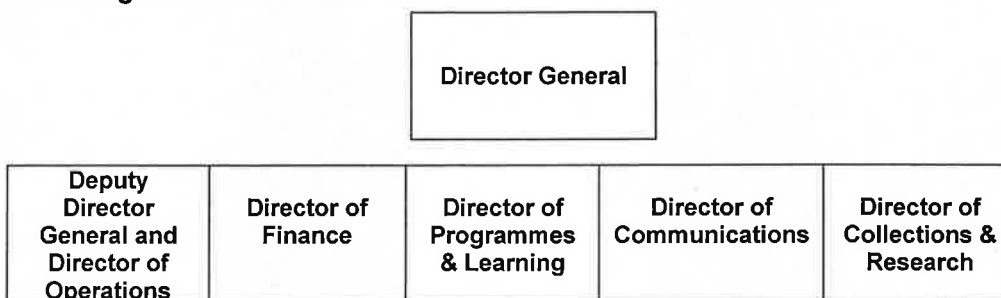 Director General
Deputy
Director
General and
Director of
Operations
Director of
Finance
Director of
Programmes
& Learning
Director of
Communications
Director of
Collections &
Research